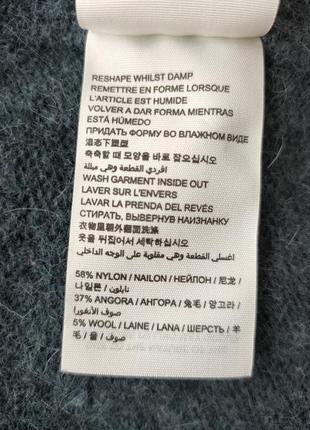 RESHAPE WHILST DAMP
REMETTRE EN FORME LORSQUE
L'ARTICLE EST HUMIDE
VOLVER A DAR FORMA MIENTRAS
ESTÁ HÚMEDO
ПРИДАТЬ ФОРМУ ВО ВЛАЖНОМ ВИДЕ
湿态下塑型
축축할 때 모양을 바로 잡으십시오
افردي القطعة وهي مبللة
WASH GARMENT INSIDE OUT
LAVER SUR L'ENVERS
LAVAR LA PRENDA DEL REVÉS
СТИРАТЬ, ВЫВЕРНУВ НАИЗНАНКУ
衣物里朝外翻面洗涤
옷을 뒤집어서 세탁하십시오
اغسلي القطعة وهي مقلوبة على الوجه الداخلي
58% NYLON / NAILON / НЕЙЛОН / 尼龙 /
나일론 / نايلون
37% ANGORA / АНГОРА / 兔毛 / 앙고라 /
صوف الأنغورا
5% WOOL / LAINE / LANA / ШЕРСТЬ / 羊
毛 / 울 / صوف